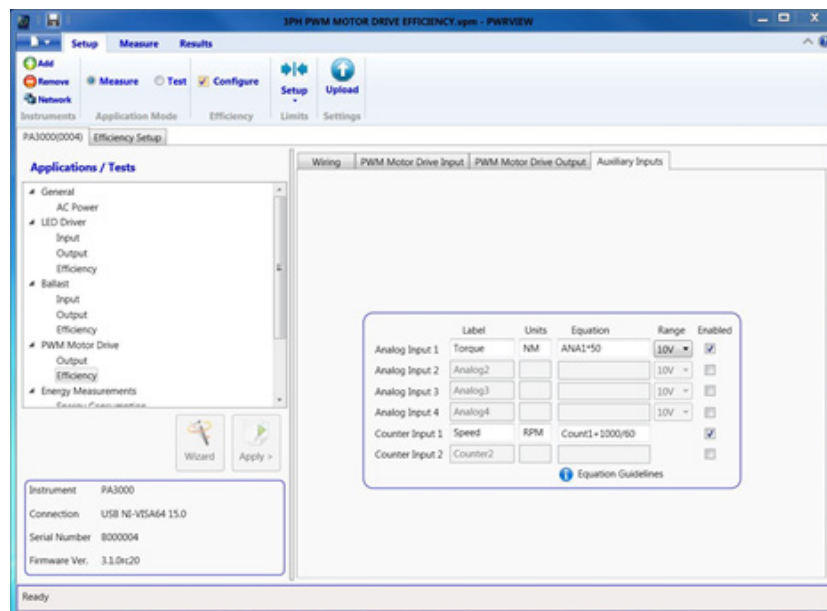 3PH PWM MOTOR DRIVE EFFICIENCY.vpm - PWRVIEW
Setup Measure Results
Add
Remove
Network
Measure Test
Configure
Setup
Upload
Instruments Application Mode Efficiency Limits Settings
PA3000(0004) Efficiency Setup
Applications / Tests
General
AC Power
LED Driver
Input
Output
Efficiency
Ballast
Input
Output
Efficiency
PWM Motor Drive
Output
Efficiency
Energy Measurements
Energy Consumption
Wizard Apply >
Instrument PA3000
Connection USB NI-VISA64 15.0
Serial Number B000004
Firmware Ver. 3.1.0rc20
Wiring PWM Motor Drive Input PWM Motor Drive Output Auxiliary Inputs
Label Units Equation Range Enabled
Analog Input 1 Torque NM ANA1*50 10V
Analog Input 2 Analog2 10V
Analog Input 3 Analog3 10V
Analog Input 4 Analog4 10V
Counter Input 1 Speed RPM Count1+1000/60
Counter Input 2 Counter2
Equation Guidelines
Ready